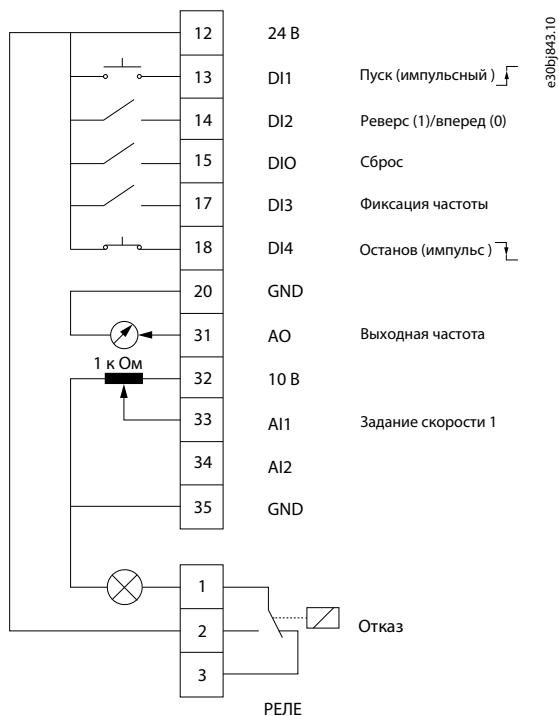 e30bj843.10
12 24 В
13 DI1 Пуск (импульсный )
14 DI2 Реверс (1)/вперед (0)
15 DIO Сброс
17 DI3 Фиксация частоты
18 DI4 Останов (импульс )
20 GND
31 AO Выходная частота
1 к Ом
32 10 В
33 AI1 Задание скорости 1
34 AI2
35 GND
1
2 Отказ
3
РЕЛЕ